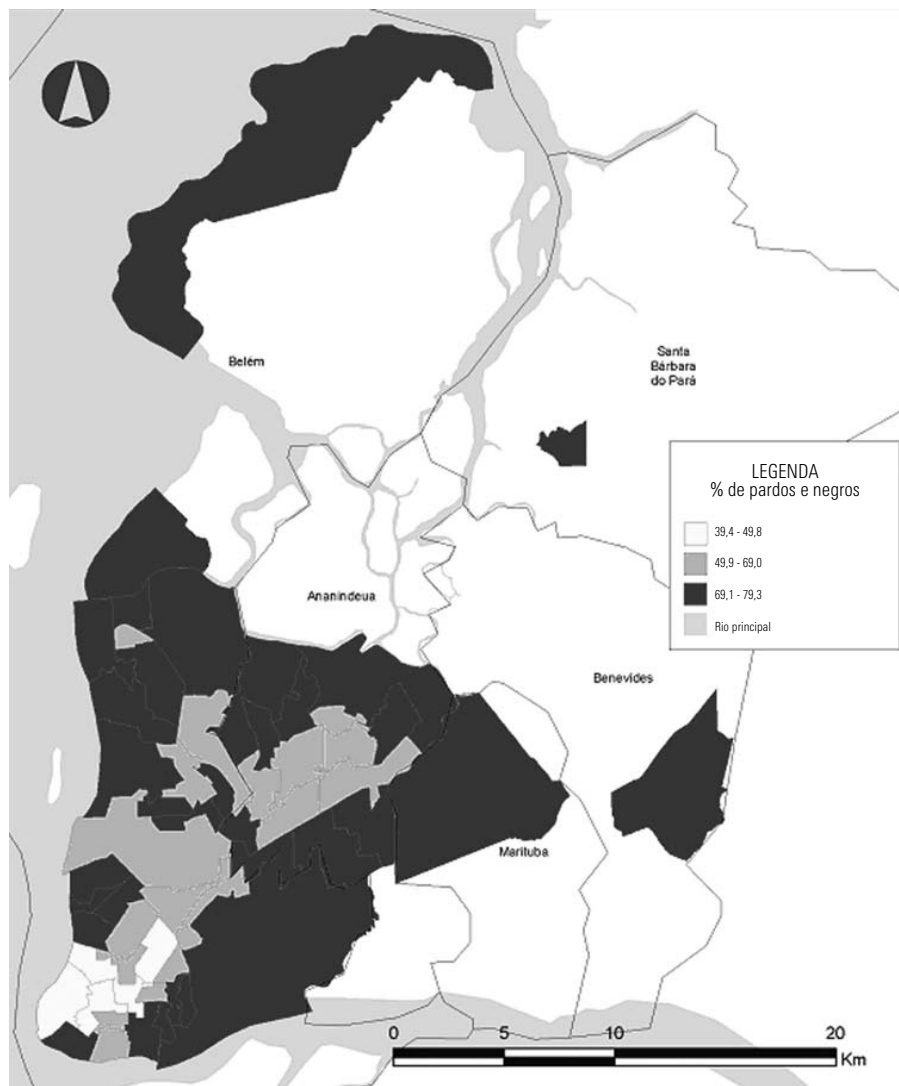 Belém
Santa
Bárbara
do Pará
LEGENDA
% de pardos e negros
39,4 - 49,8
49,9 - 69,0
69,1 - 79,3
Rio principal
Ananindeua
Benevides
Marituba
0 5 10 20
Km